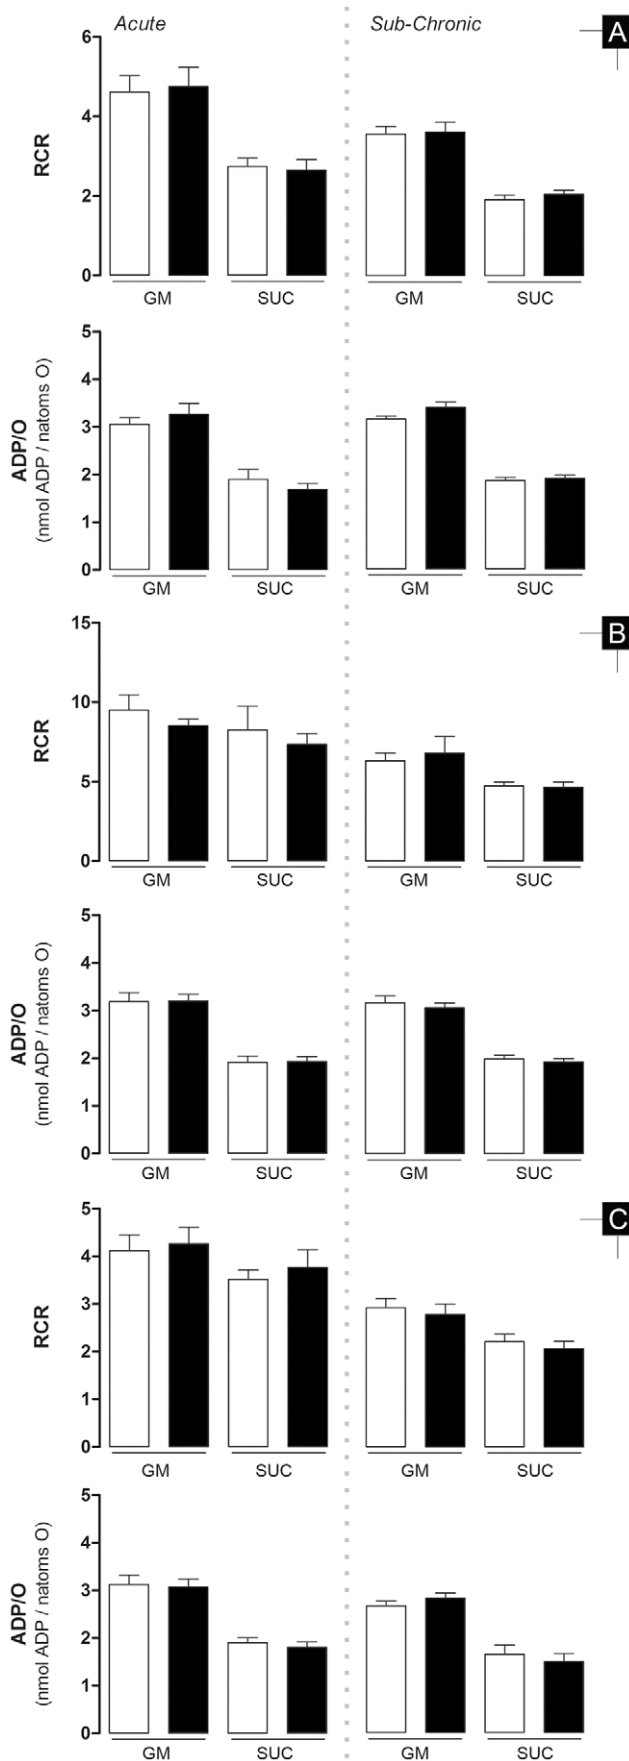 Acute Sub-Chronic A
RCR
6
4
2
0
GM SUC GM SUC
ADP/O
(nmol ADP / natoms O)
5
4
3
2
1
0
GM SUC GM SUC
B
RCR
15
10
5
0
GM SUC GM SUC
ADP/O
(nmol ADP / natoms O)
5
4
3
2
1
0
GM SUC GM SUC
C
RCR
5
4
3
2
1
0
GM SUC GM SUC
ADP/O
(nmol ADP / natoms O)
5
4
3
2
1
0
GM SUC GM SUC